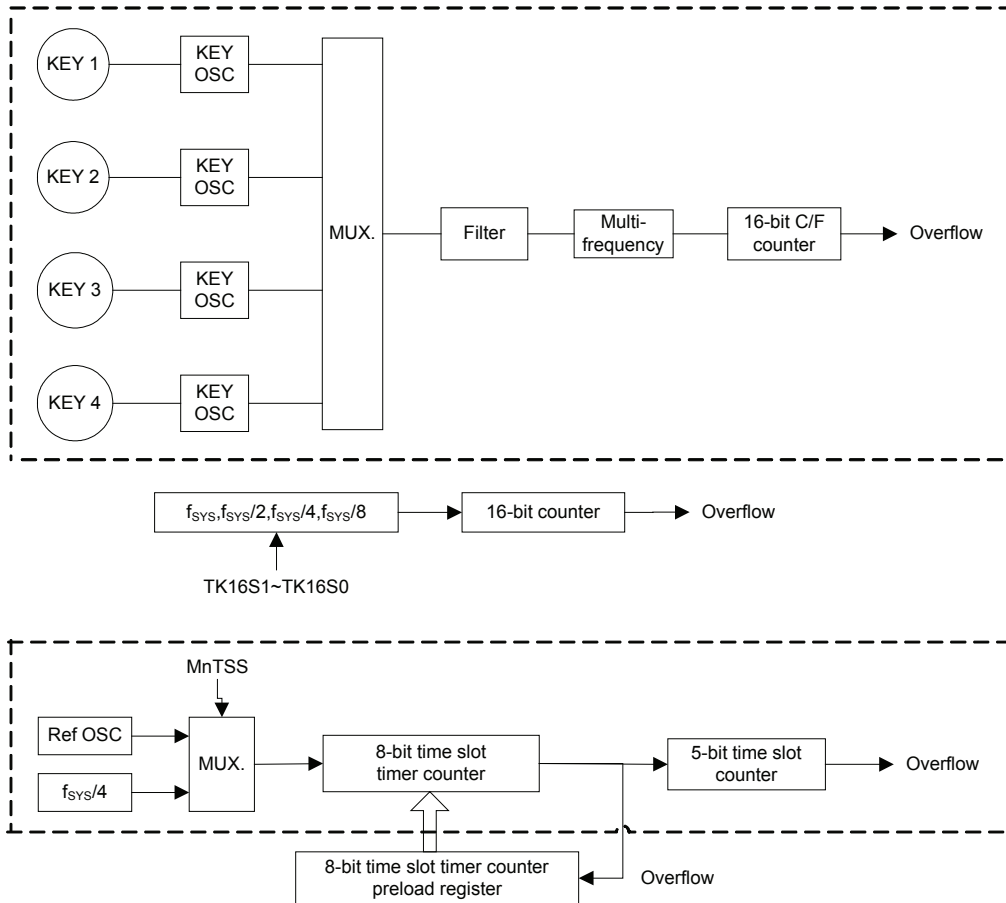 KEY 1
KEY
OSC
KEY 2
KEY
OSC
KEY 3
KEY
OSC
KEY 4
KEY
OSC
MUX.
Filter
Multi-
frequency
16-bit C/F
counter
Overflow
fSYS,fSYS/2,fSYS/4,fSYS/8
16-bit counter
Overflow
TK16S1~TK16S0
MnTSS
Ref OSC
fSYS/4
MUX.
8-bit time slot
timer counter
5-bit time slot
counter
Overflow
8-bit time slot timer counter
preload register
Overflow